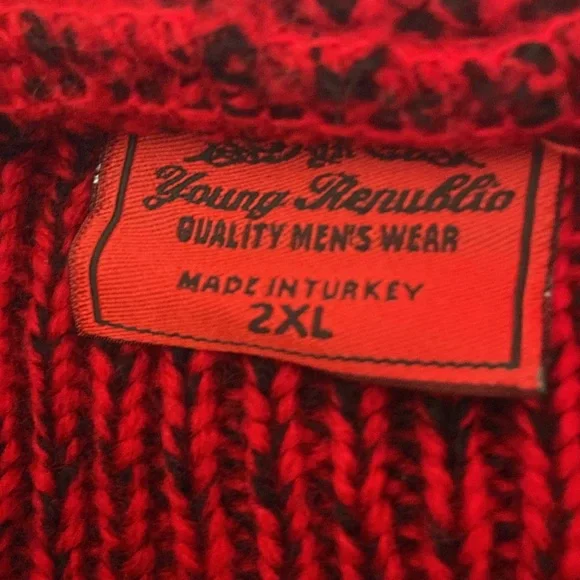 Young Republic
QUALITY MEN'S WEAR
MADE IN TURKEY
2XL